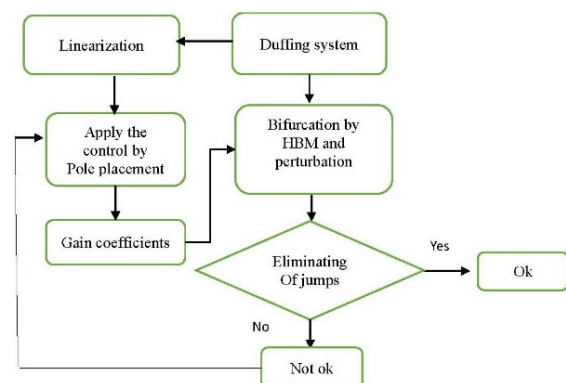 Linearization
Duffing system
Apply the
control by
Pole placement
Bifurcation by
HBM and
perturbation
Gain coefficients
Eliminating
Of jumps
Yes
Ok
No
Not ok